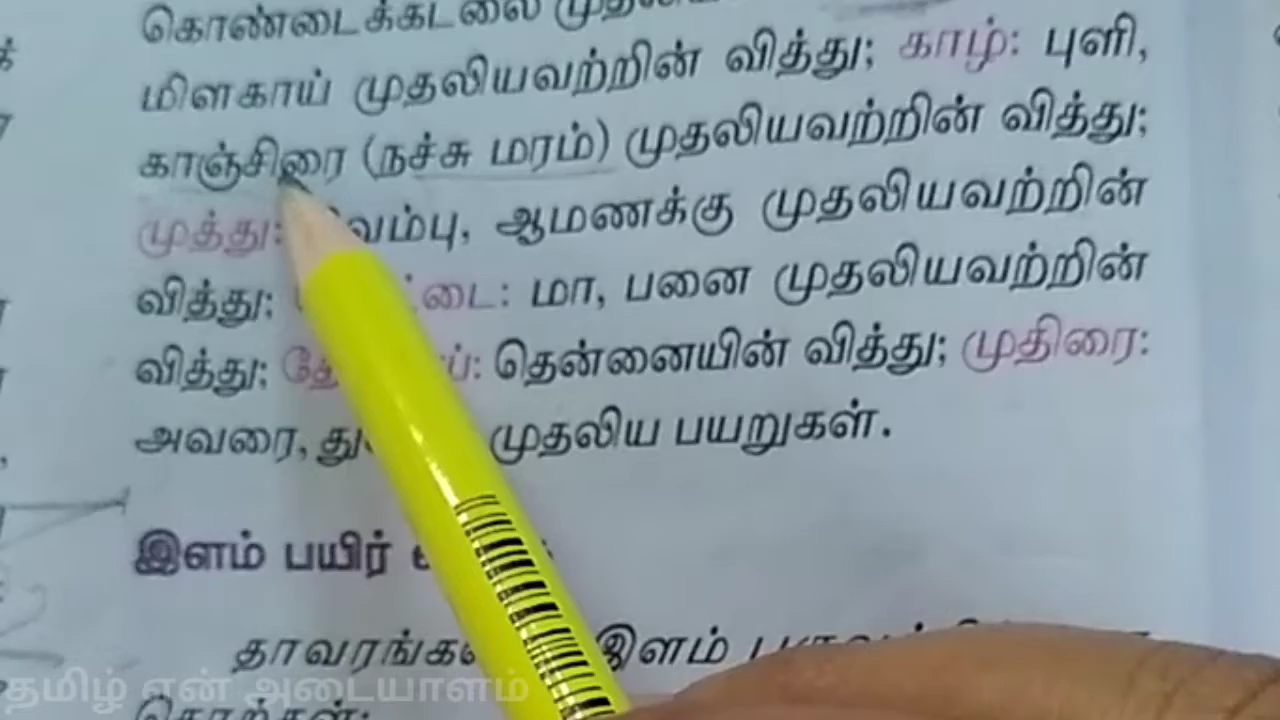 கொண்டைக்கடலை
மிளகாய் முதலியவற்றின் வித்து; காழ்: புளி,
காஞ்சிரை (நச்சு மரம்) முதலியவற்றின் வித்து;
முத்து: ஆமணக்கு முதலியவற்றின்
வித்து; மா, பனை முதலியவற்றின்
வித்து; தென்னையின் வித்து; முதிரை:
அவரை, முதலிய பயறுகள்.
இளம் பயிர்
இளம்
தமிழ் என் அடையாளம்